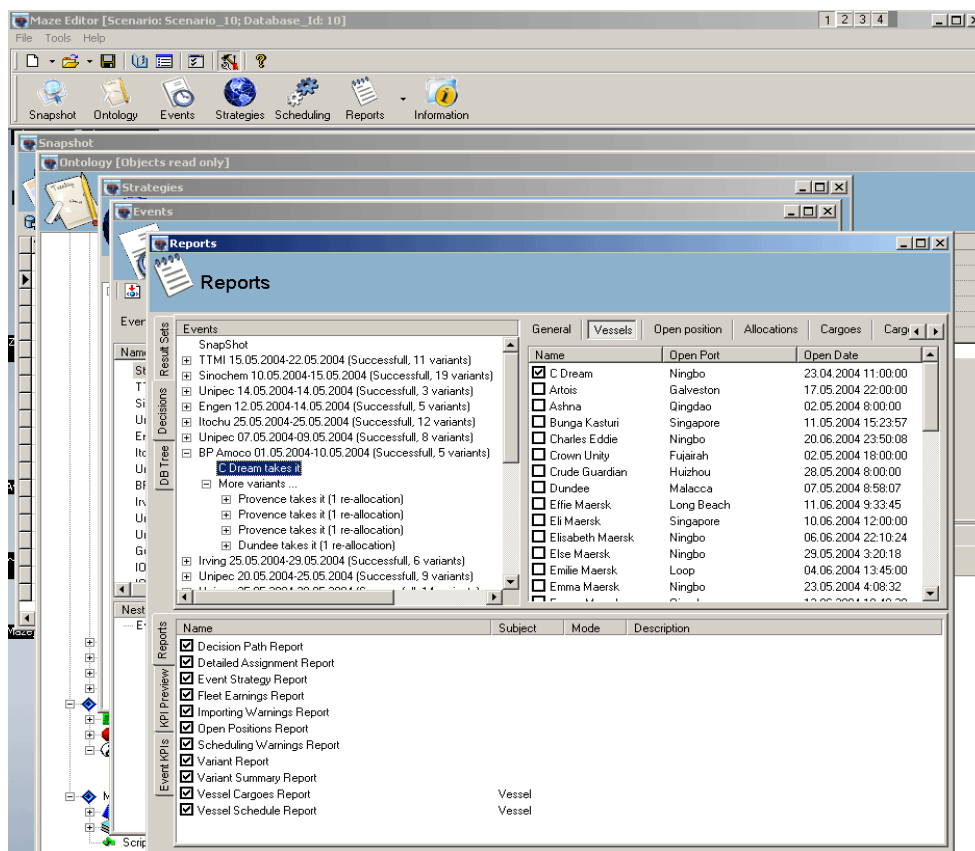 Maze Editor [Scenario: Scenario_10; Database_Id: 10]
1 2 3 4
File Tools Help
Snapshot Ontology Events Strategies Scheduling Reports Information
Snapshot
Ontology [Objects read only]
Strategies
Events
Reports
Reports
Result Sets
Decisions
DB Tree
Events
SnapShot
TTMI 15.05.2004-22.05.2004 (Successfull, 11 variants)
Sinochem 10.05.2004-15.05.2004 (Successfull, 19 variants)
Unipec 14.05.2004-14.05.2004 (Successfull, 3 variants)
Engen 12.05.2004-14.05.2004 (Successfull, 5 variants)
Itochu 25.05.2004-25.05.2004 (Successfull, 12 variants)
Unipec 07.05.2004-09.05.2004 (Successfull, 8 variants)
BP Amoco 01.05.2004-10.05.2004 (Successfull, 5 variants)
C Dream takes it
More variants ...
Provence takes it (1 re-allocation)
Provence takes it (1 re-allocation)
Provence takes it (1 re-allocation)
Dundee takes it (1 re-allocation)
Irving 25.05.2004-29.05.2004 (Successfull, 6 variants)
Unipec 20.05.2004-25.05.2004 (Successfull, 9 variants)
General Vessels Open position Allocations Cargoes
Name Open Port Open Date
C Dream Ningbo 23.04.2004 11:00:00
Artois Galveston 17.05.2004 22:00:00
Ashna Qingdao 02.05.2004 8:00:00
Bunga Kasturi Singapore 11.05.2004 15:23:57
Charles Eddie Ningbo 20.06.2004 23:50:08
Crown Unity Fujairah 02.05.2004 18:00:00
Crude Guardian Huizhou 28.05.2004 8:00:00
Dundee Malacca 07.05.2004 8:58:07
Effie Maersk Long Beach 11.06.2004 9:33:45
Eli Maersk Singapore 10.06.2004 12:00:00
Elisabeth Maersk Ningbo 06.06.2004 22:10:24
Else Maersk Ningbo 29.05.2004 3:20:18
Emilie Maersk Loop 04.06.2004 13:45:00
Emma Maersk Ningbo 23.05.2004 4:08:32
Reports
KPI Preview
Event KPIs
Name Subject Mode Description
Decision Path Report
Detailed Assignment Report
Event Strategy Report
Fleet Earnings Report
Importing Warnings Report
Open Positions Report
Scheduling Warnings Report
Variant Report
Variant Summary Report
Vessel Cargoes Report Vessel
Vessel Schedule Report Vessel